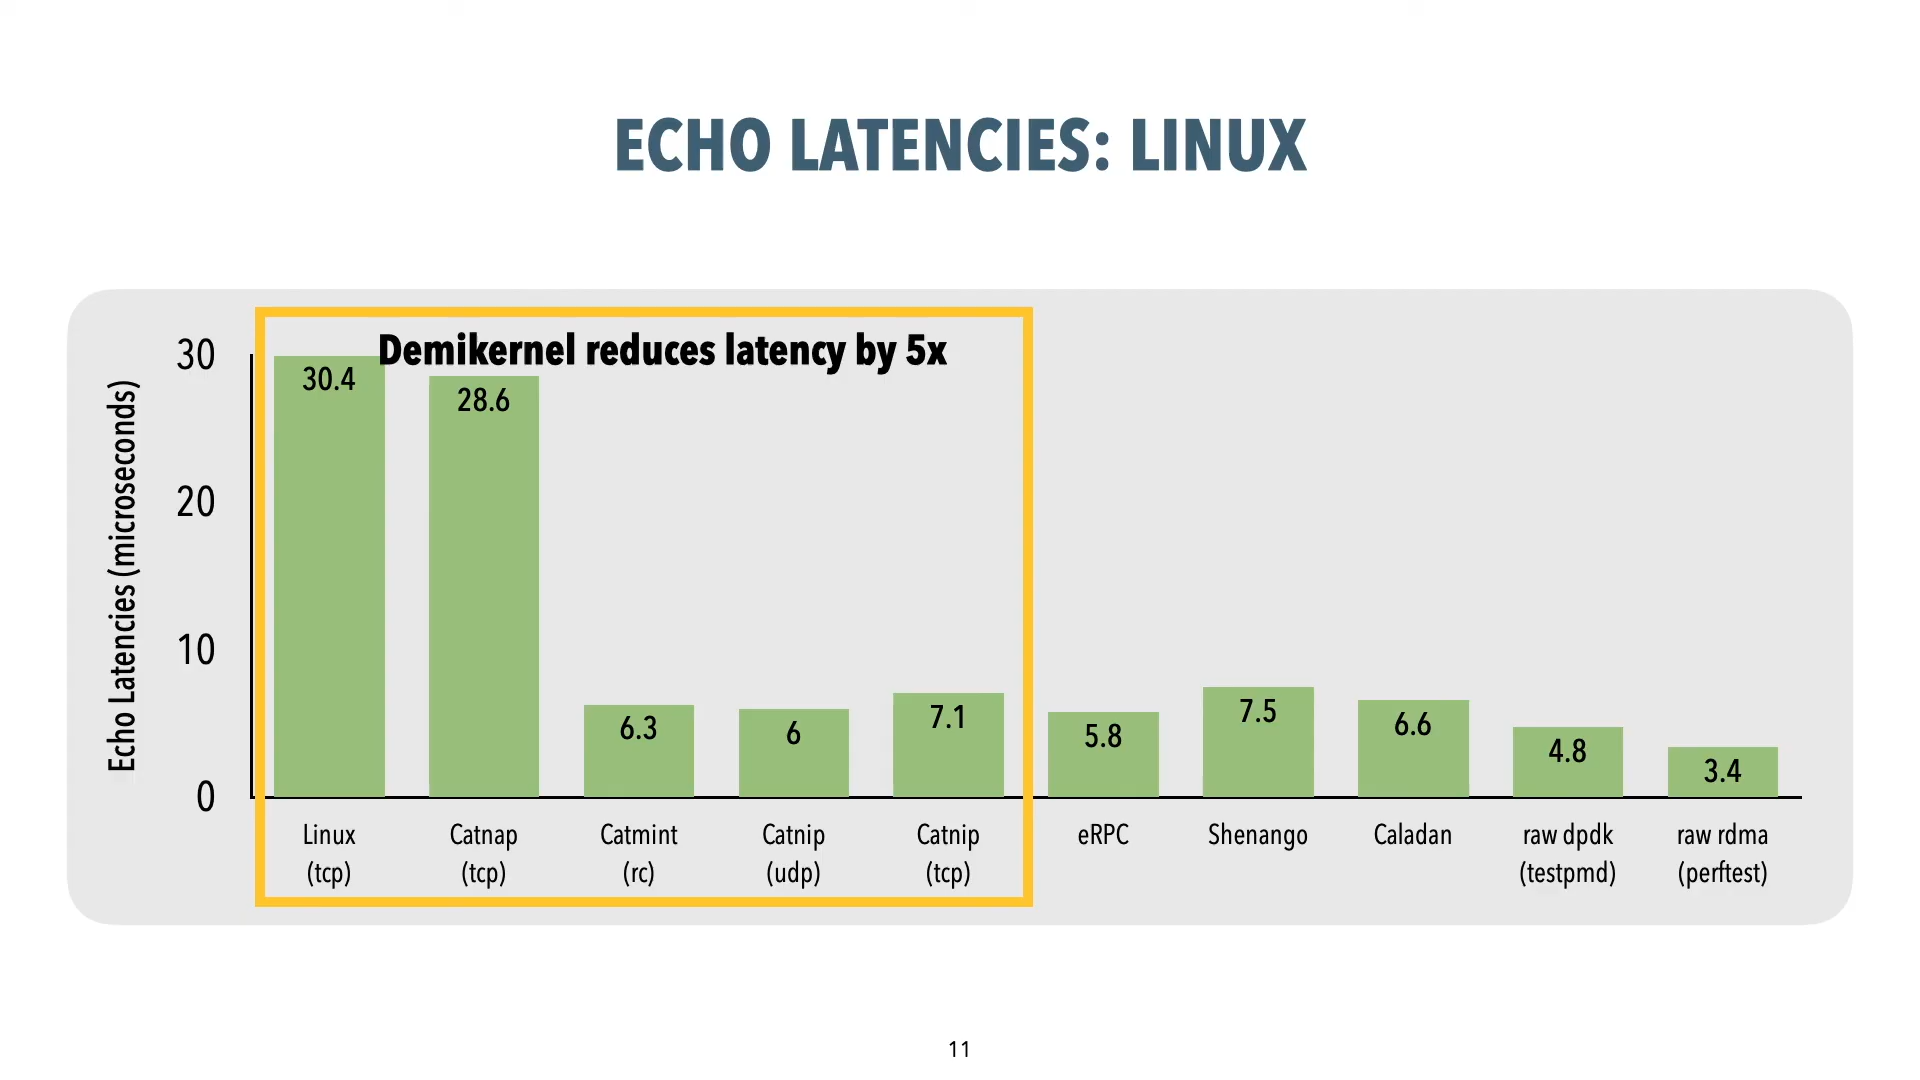 ECHO LATENCIES: LINUX
Demikernel reduces latency by 5x
Echo Latencies (microseconds)
30
20
10
0
30.4
28.6
6.3
6
7.1
5.8
7.5
6.6
4.8
3.4
Linux
(tcp)
Catnap
(tcp)
Catmint
(rc)
Catnip
(udp)
Catnip
(tcp)
eRPC
Shenango
Caladan
raw dpdk
(testpmd)
raw rdma
(perftest)
11